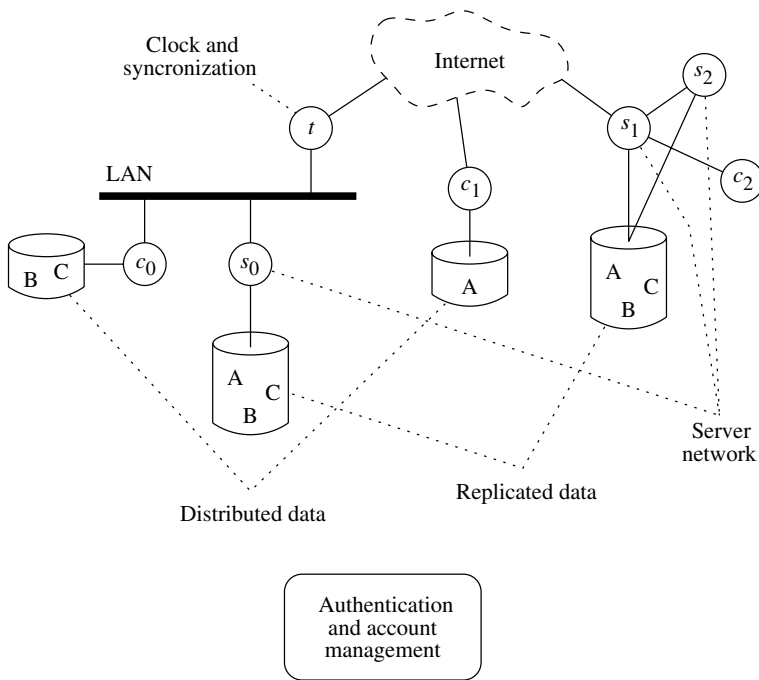 Clock and
syncronization
Internet
s2
t
s1
LAN
c1
c2
B
C
c0
s0
A
A
B
C
A
B
C
Server
network
Distributed data
Replicated data
Authentication
and account
management